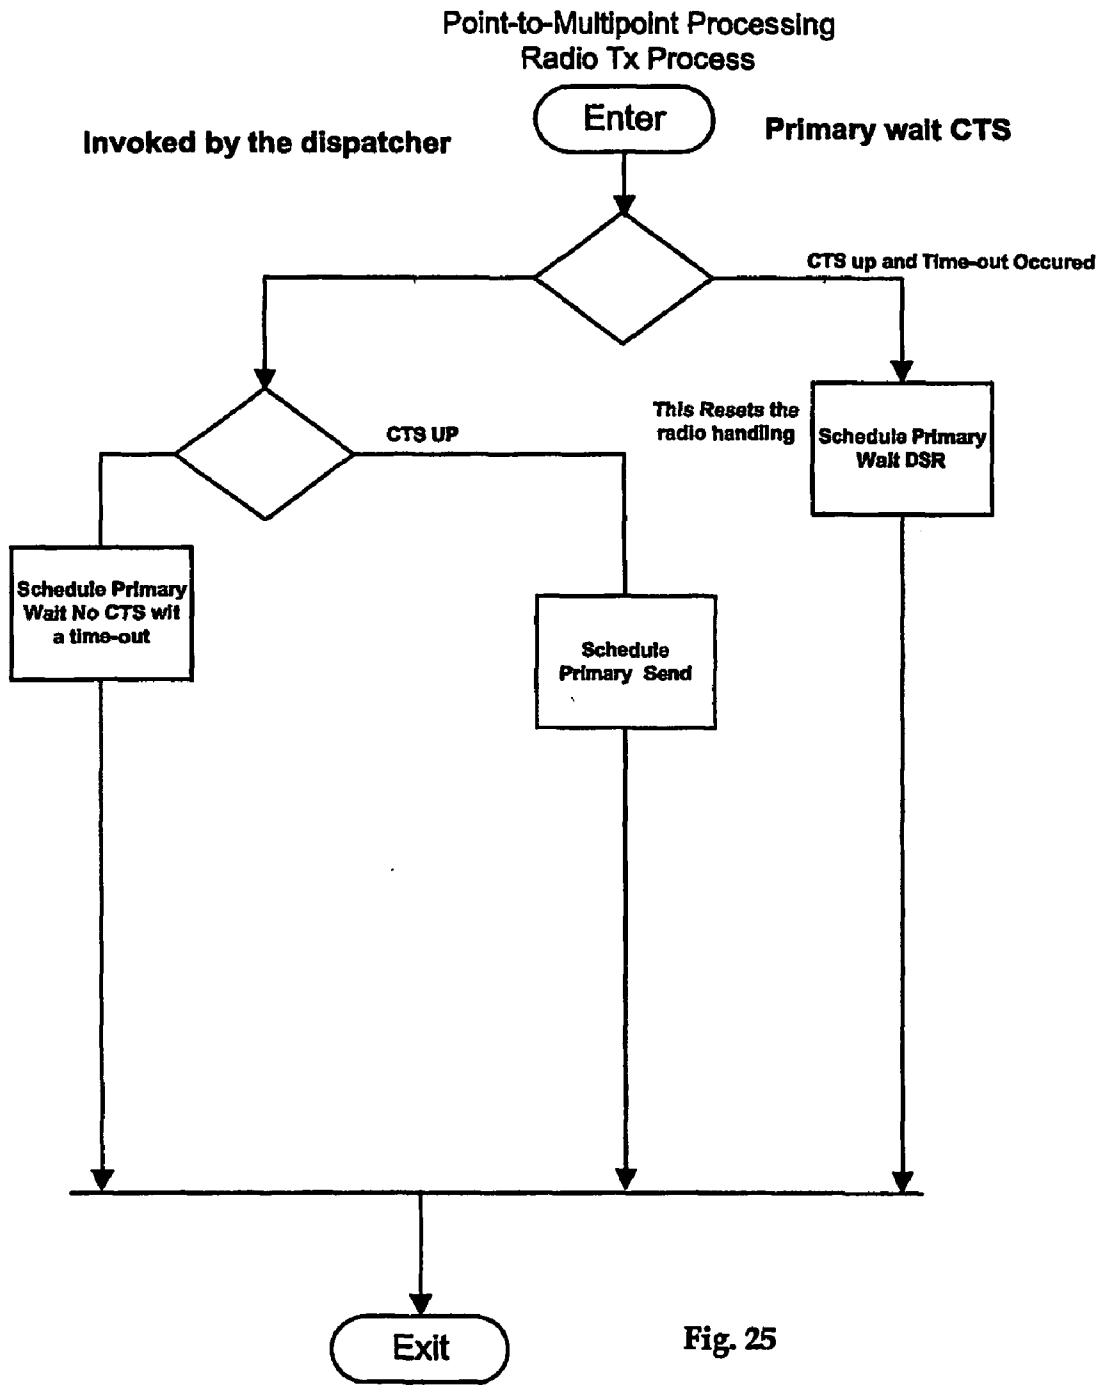 Point-to-Multipoint Processing
Radio Tx Process
Enter
Invoked by the dispatcher
Primary wait CTS
CTS up and Time-out Occured
This Resets the
radio handling
Schedule Primary
Wait DSR
CTS UP
Schedule Primary
Wait No CTS wit
a time-out
Schedule
Primary Send
Exit
Fig. 25